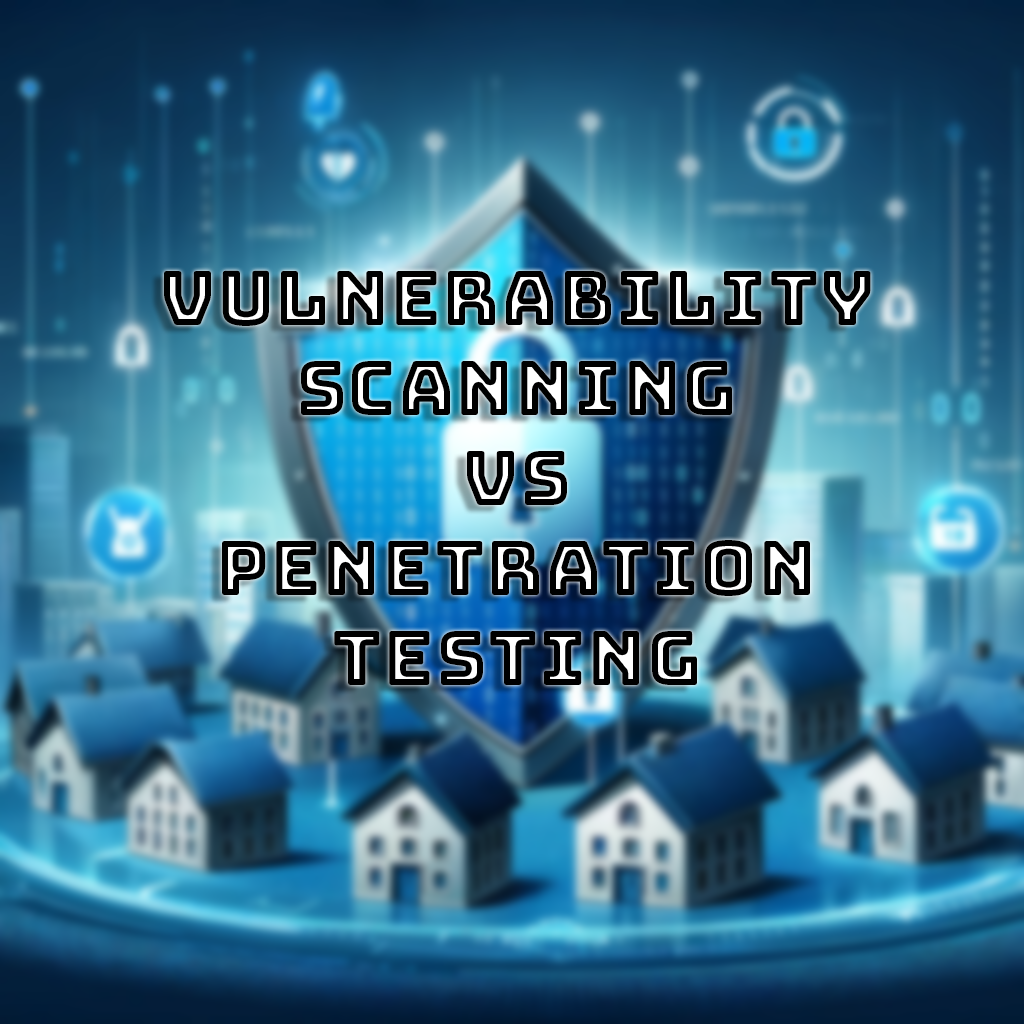 VULNERABILITY
SCANNING
VS
PENETRATION
TESTING